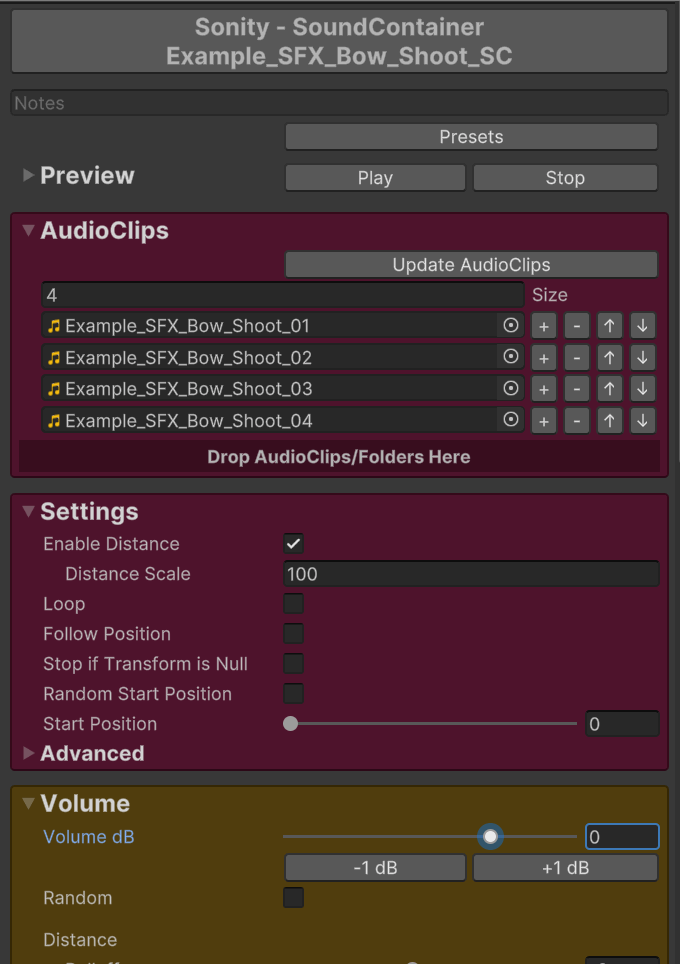 Sonity - SoundContainer
Example_SFX_Bow_Shoot_SC
Notes
Presets
Preview Play Stop
AudioClips
Update AudioClips
4 Size
Example_SFX_Bow_Shoot_01 + - ↑ ↓
Example_SFX_Bow_Shoot_02 + - ↑ ↓
Example_SFX_Bow_Shoot_03 + - ↑ ↓
Example_SFX_Bow_Shoot_04 + - ↑ ↓
Drop AudioClips/Folders Here
Settings
Enable Distance
Distance Scale 100
Loop
Follow Position
Stop if Transform is Null
Random Start Position
Start Position 0
Advanced
Volume
Volume dB 0
-1 dB +1 dB
Random
Distance